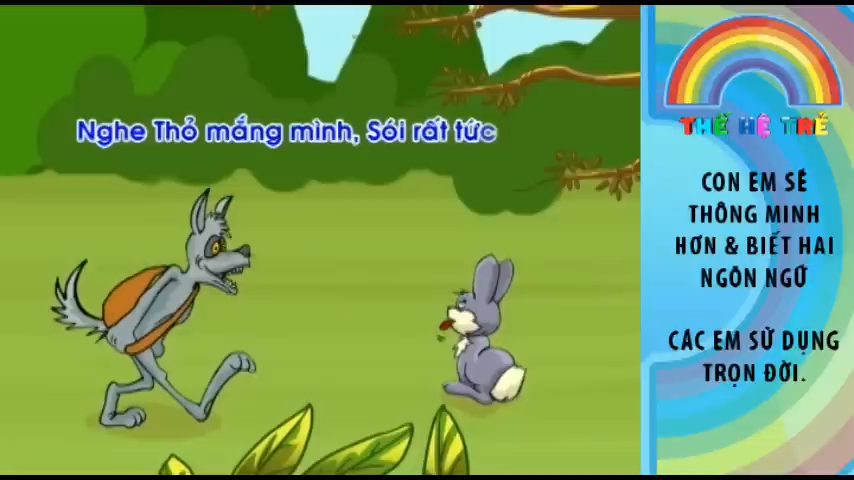 Nghe Thỏ mắng mình, Sói rất tức
THẾ HỆ TRẺ
CON EM SẼ
THÔNG MINH
HƠN & BIẾT HAI
NGÔN NGỮ
CÁC EM SỬ DỤNG
TRỌN ĐỜI.